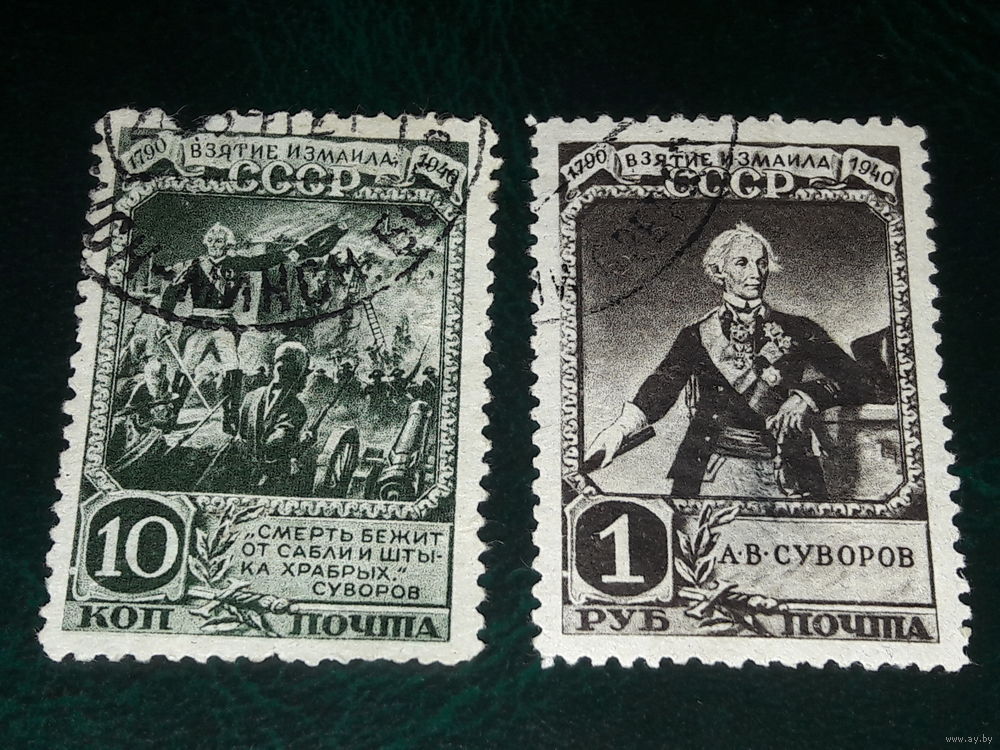 1790 ВЗЯТИЕ ИЗМАИЛА 1940
СССР
10
КОП
„СМЕРТЬ БЕЖИТ
ОТ САБЛИ И ШТЫ-
КА ХРАБРЫХ.“
СУВОРОВ
ПОЧТА
1790 ВЗЯТИЕ ИЗМАИЛА 1940
СССР
1
РУБ
А·В·СУВОРОВ
ПОЧТА
www.ay.by